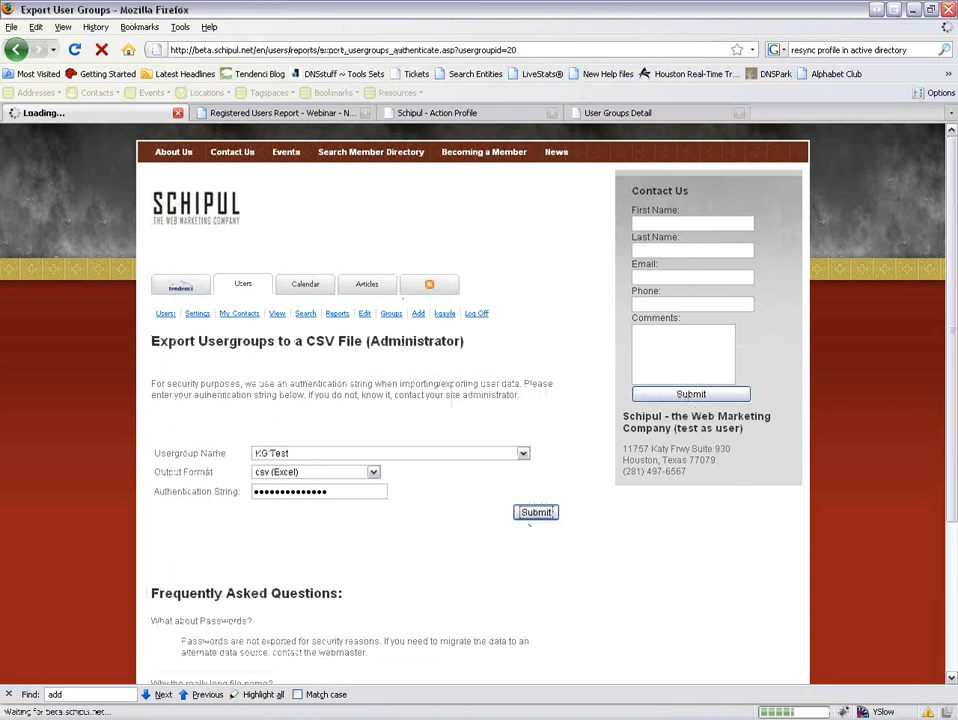 Export User Groups - Mozilla Firefox
File Edit View History Bookmarks Tools Help
http://beta.schipul.net/en/users/reports/export_usergroups_authenticate.asp?usergroupid=20
resync profile in active directory
Most Visited Getting Started Latest Headlines Tendenci Blog DNSstuff ~ Tools Sets Tickets Search Entities LiveStats® New Help files Houston Real-Time Tr... DNSPark Alphabet Club »
Addresses Contacts Events Locations Tagspaces Bookmarks Resources Options
Loading... Registered Users Report - Webinar - N... Schipul - Action Profile User Groups Detail
About Us Contact Us Events Search Member Directory Becoming a Member News
SCHIPUL
THE WEB MARKETING COMPANY
tendenci Users Calendar Articles
Users: Settings My Contacts View Search Reports Edit Groups Add kgayle Log Off
Export Usergroups to a CSV File (Administrator)
For security purposes, we use an authentication string when importing/exporting user data. Please
enter your authentication string below. If you do not, know it, contact your site administrator.
Usergroup Name KG Test
Output Format csv (Excel)
Authentication String: ••••••••••••••
Submit
Frequently Asked Questions:
What about Passwords?
Passwords are not exported for security reasons. If you need to migrate the data to an
alternate data source, contact the webmaster.
Why the really long file name?
Contact Us
First Name:
Last Name:
Email:
Phone:
Comments:
Submit
Schipul - the Web Marketing
Company (test as user)
11757 Katy Frwy Suite 930
Houston, Texas 77079
(281) 497-6567
Find: add Next Previous Highlight all Match case
Waiting for beta.schipul.net... YSlow